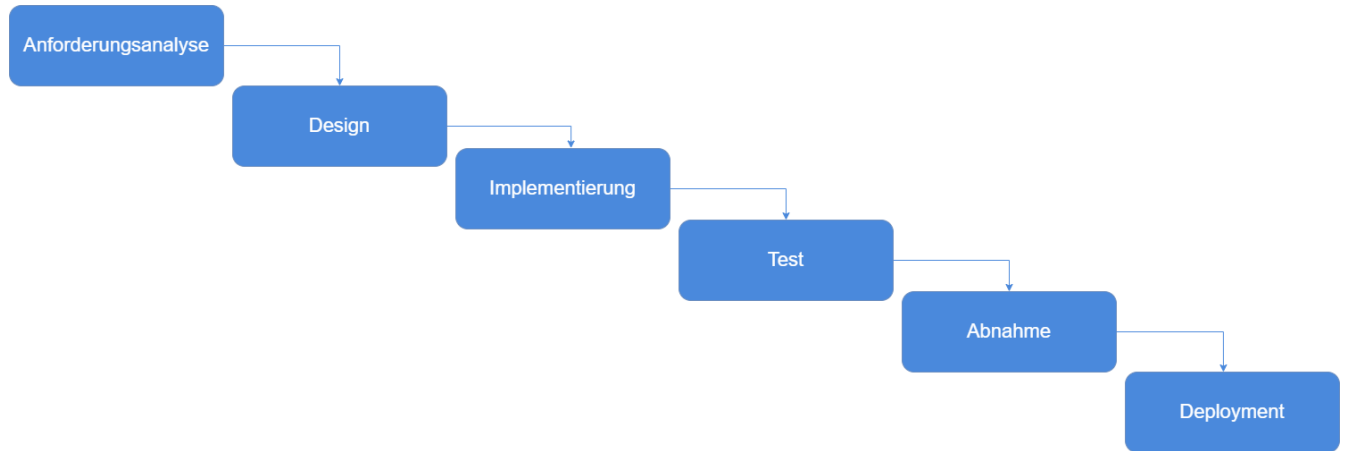 Anforderungsanalyse
Design
Implementierung
Test
Abnahme
Deployment